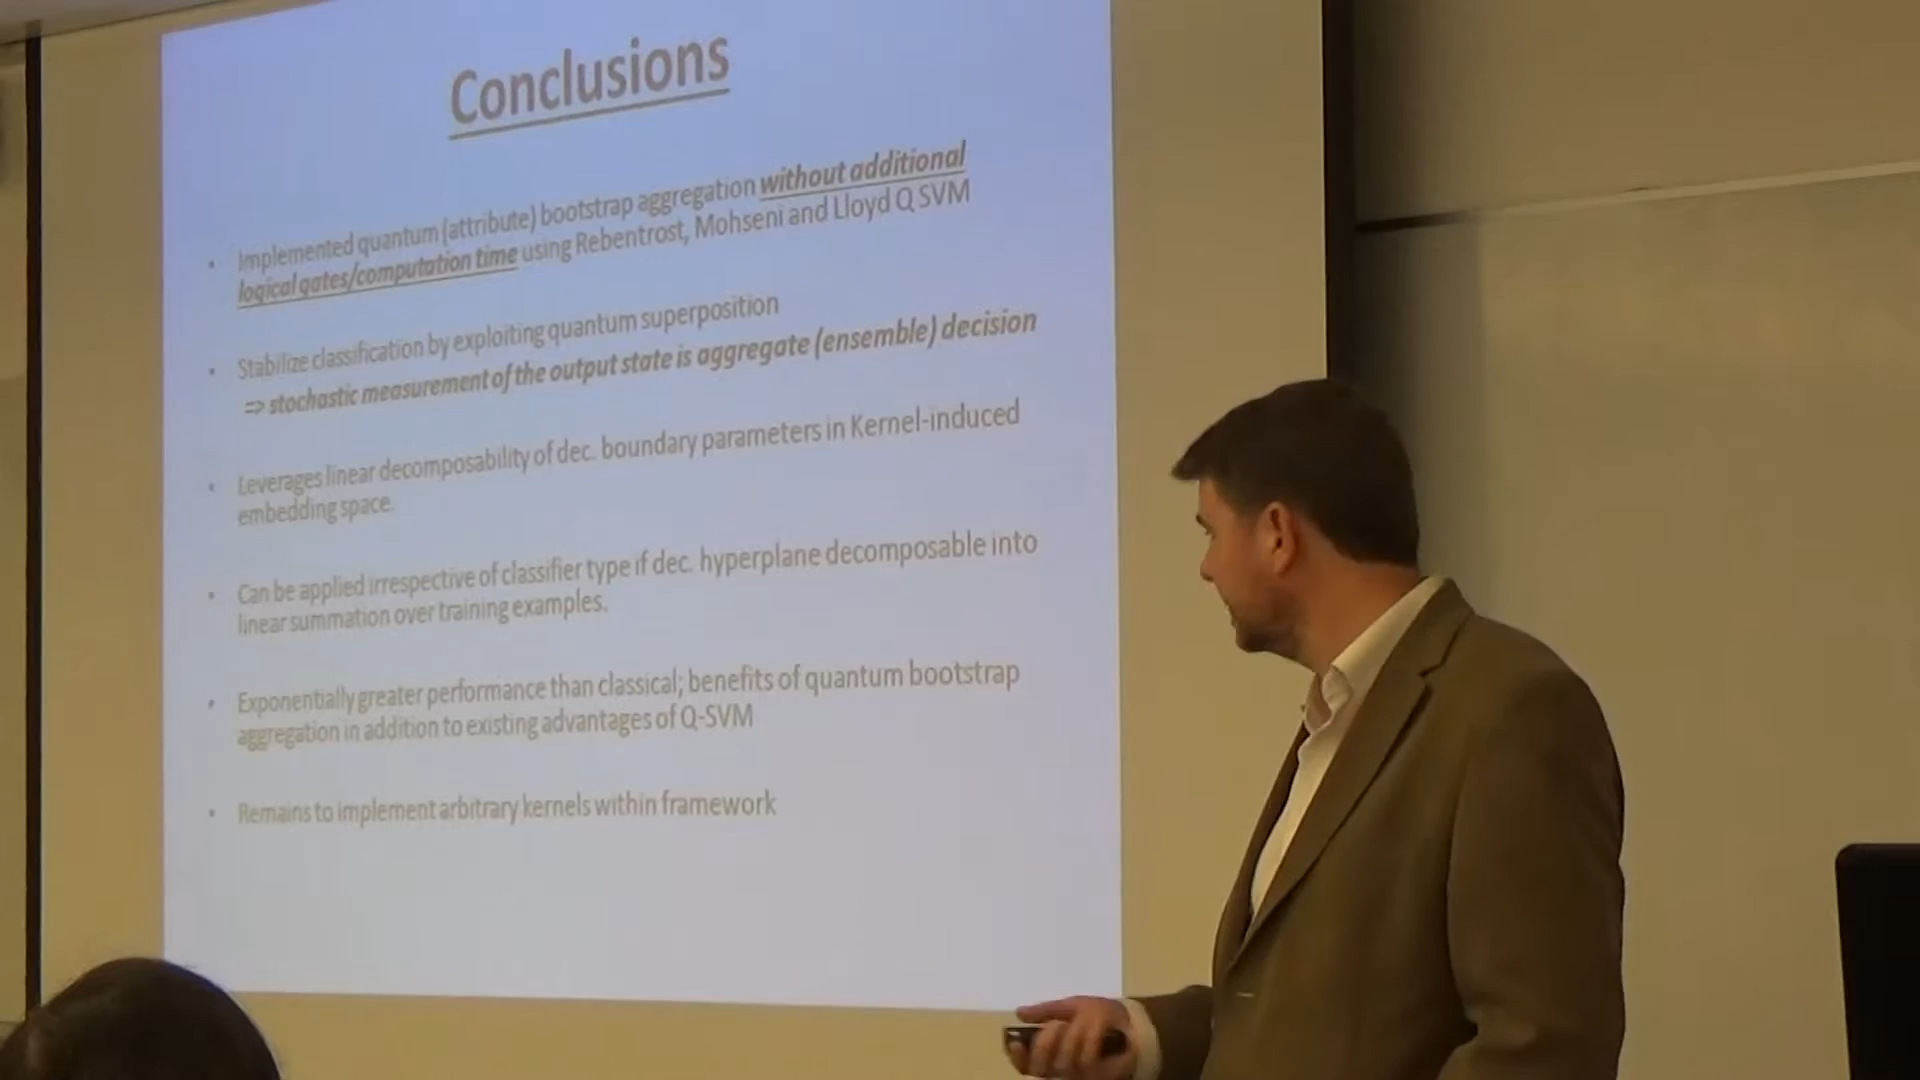 Conclusions
• Implemented quantum (attribute) bootstrap aggregation without additional
logical gates/computation time using Rebentrost, Mohseni and Lloyd Q SVM
• Stabilize classification by exploiting quantum superposition
=> stochastic measurement of the output state is aggregate (ensemble) decision
• Leverages linear decomposability of dec. boundary parameters in Kernel-induced
embedding space.
• Can be applied irrespective of classifier type if dec. hyperplane decomposable into
linear summation over training examples.
• Exponentially greater performance than classical; benefits of quantum bootstrap
aggregation in addition to existing advantages of Q-SVM
• Remains to implement arbitrary kernels within framework